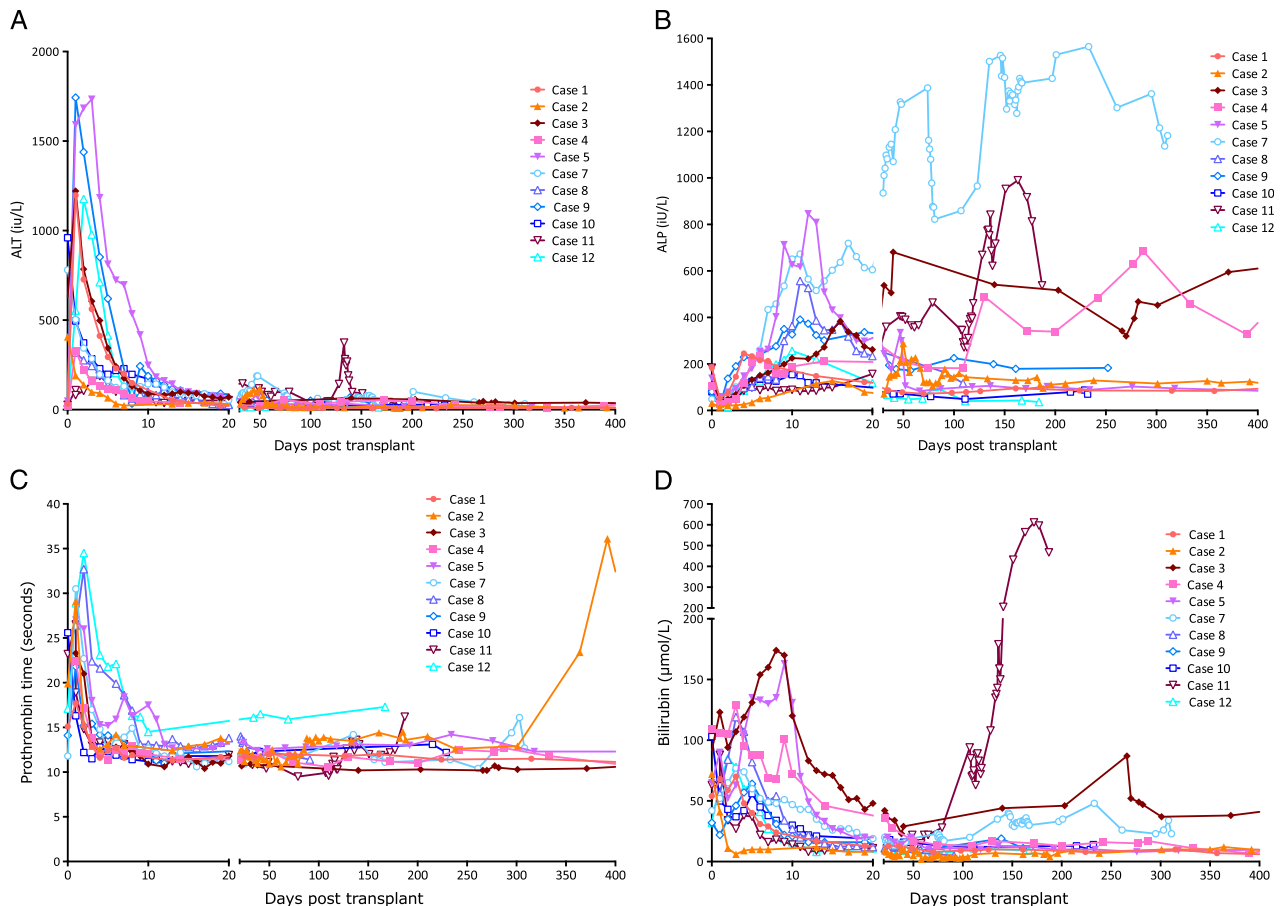 A
2000
1500
1000
500
0
ALT (iu/L)
0 10 20 50 100 150 200 250 300 350 400
Days post transplant
Case 1
Case 2
Case 3
Case 4
Case 5
Case 7
Case 8
Case 9
Case 10
Case 11
Case 12
B
1600
1400
1200
1000
800
600
400
200
0
ALP (iU/L)
0 10 20 50 100 150 200 250 300 350 400
Days post transplant
Case 1
Case 2
Case 3
Case 4
Case 5
Case 7
Case 8
Case 9
Case 10
Case 11
Case 12
C
40
35
30
25
20
15
10
5
0
Prothrombin time (seconds)
0 10 20 50 100 150 200 250 300 350 400
Days post transplant
Case 1
Case 2
Case 3
Case 4
Case 5
Case 7
Case 8
Case 9
Case 10
Case 11
Case 12
D
700
600
500
400
300
200
200
150
100
50
0
Bilirubin (μmol/L)
0 10 20 50 100 150 200 250 300 350 400
Days post transplant
Case 1
Case 2
Case 3
Case 4
Case 5
Case 7
Case 8
Case 9
Case 10
Case 11
Case 12